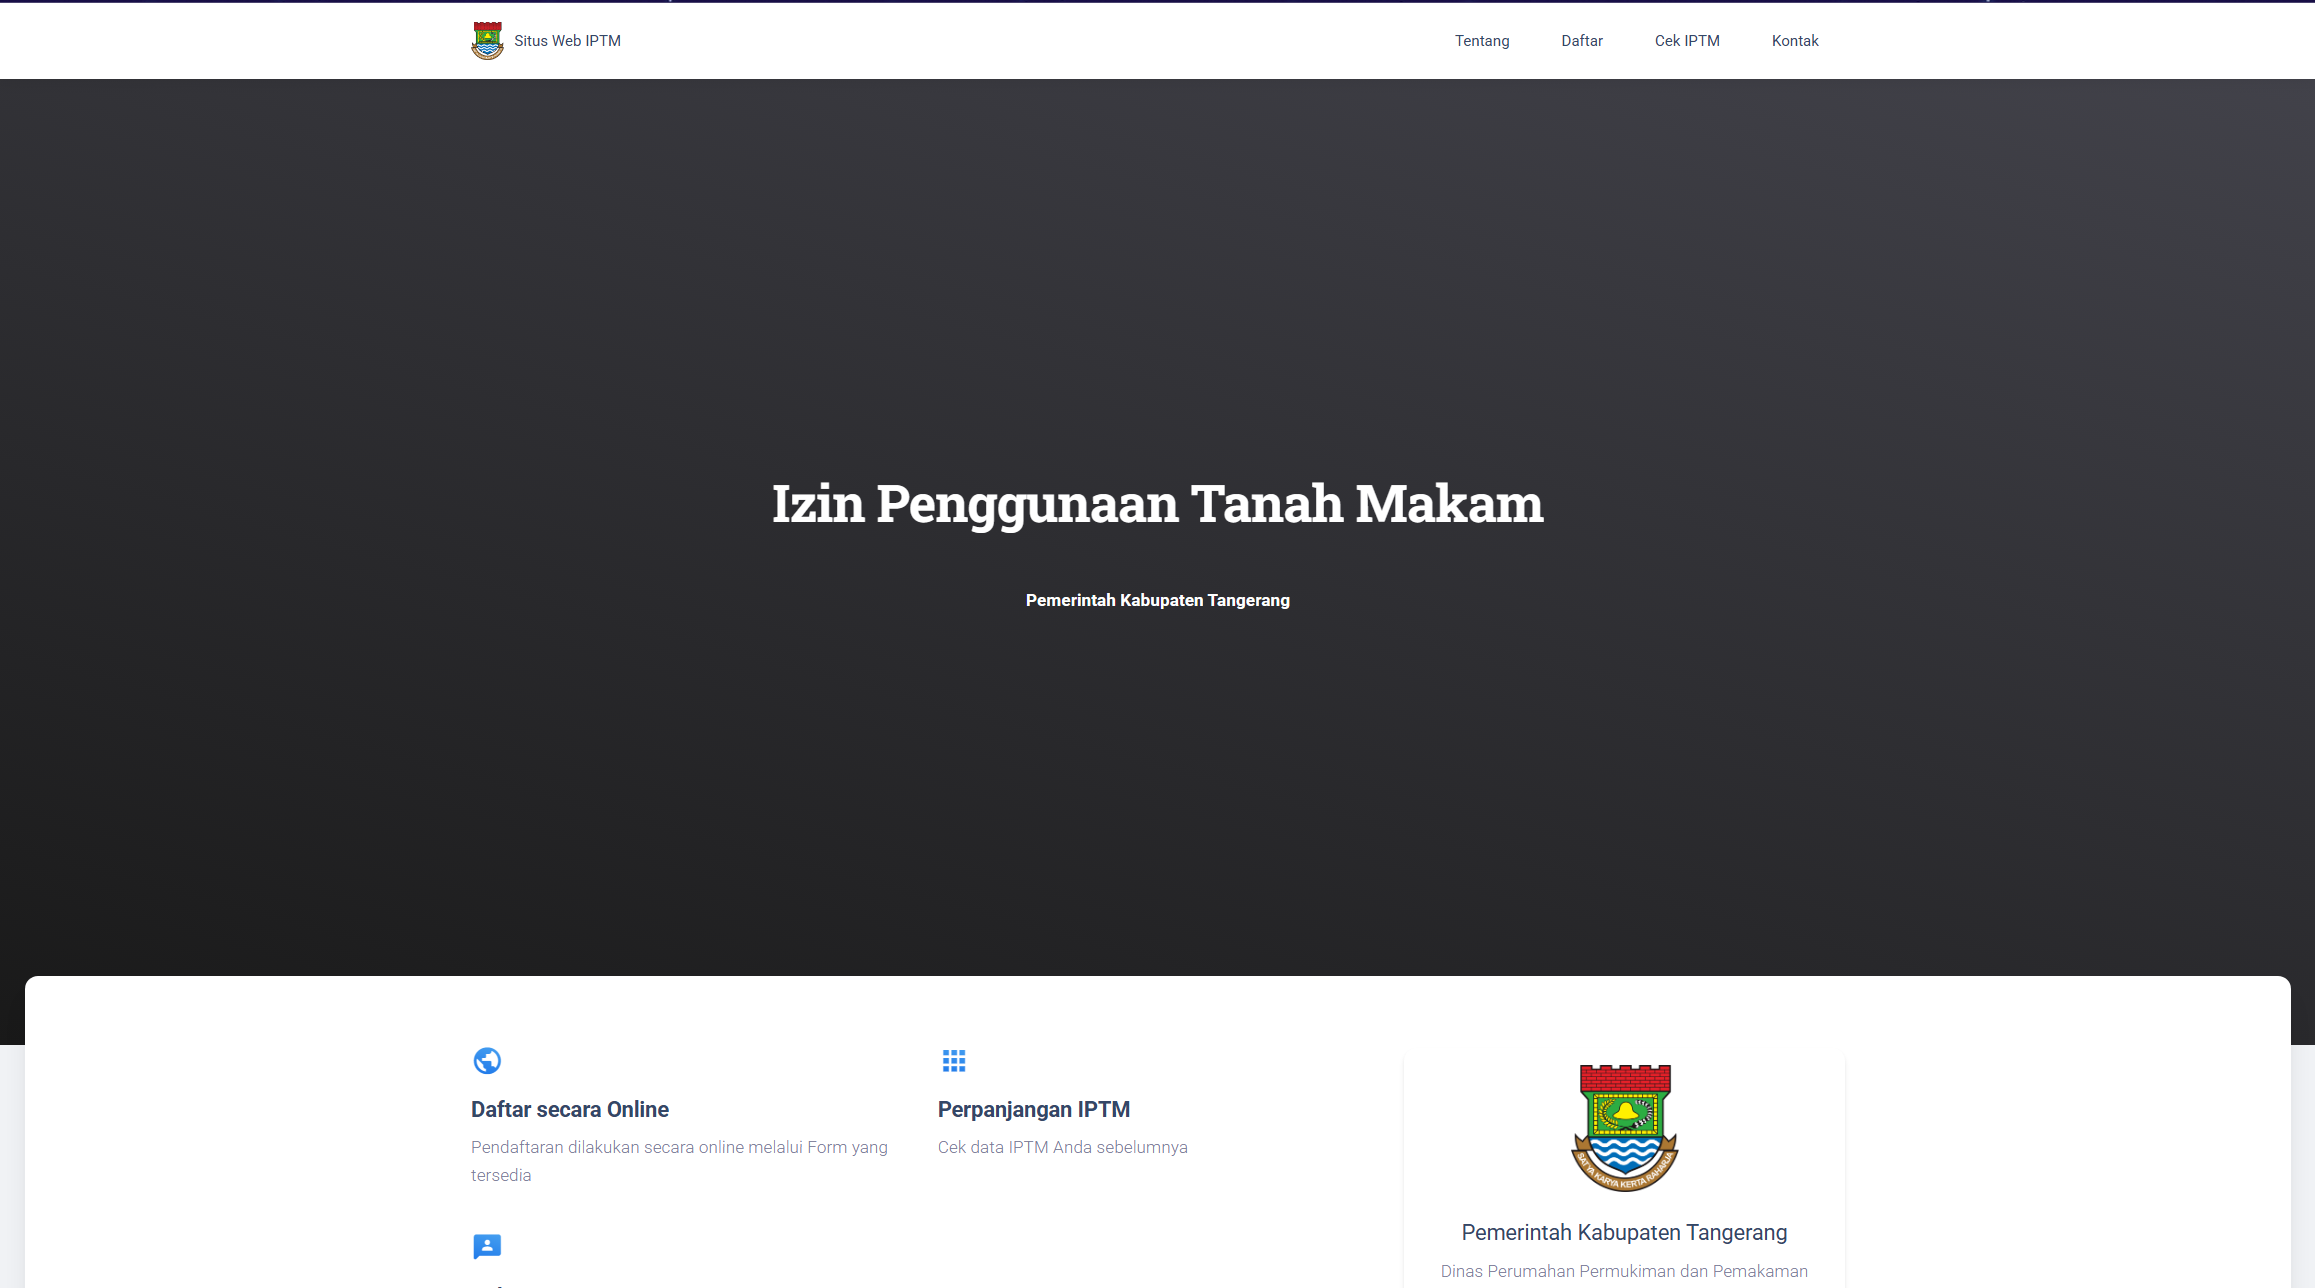 Situs Web IPTM
Tentang
Daftar
Cek IPTM
Kontak
Izin Penggunaan Tanah Makam
Pemerintah Kabupaten Tangerang
Daftar secara Online
Pendaftaran dilakukan secara online melalui Form yang
tersedia
Perpanjangan IPTM
Cek data IPTM Anda sebelumnya
SATYA KARYA KERTA RAHARJA
Pemerintah Kabupaten Tangerang
Dinas Perumahan Permukiman dan Pemakaman